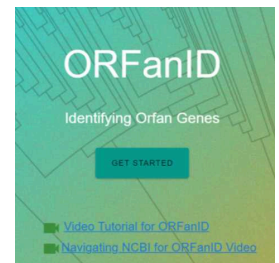 ORFanID
Identifying Orfan Genes
GET STARTED
Video Tutorial for ORFanID
Navigating NCBI for ORFanID Video